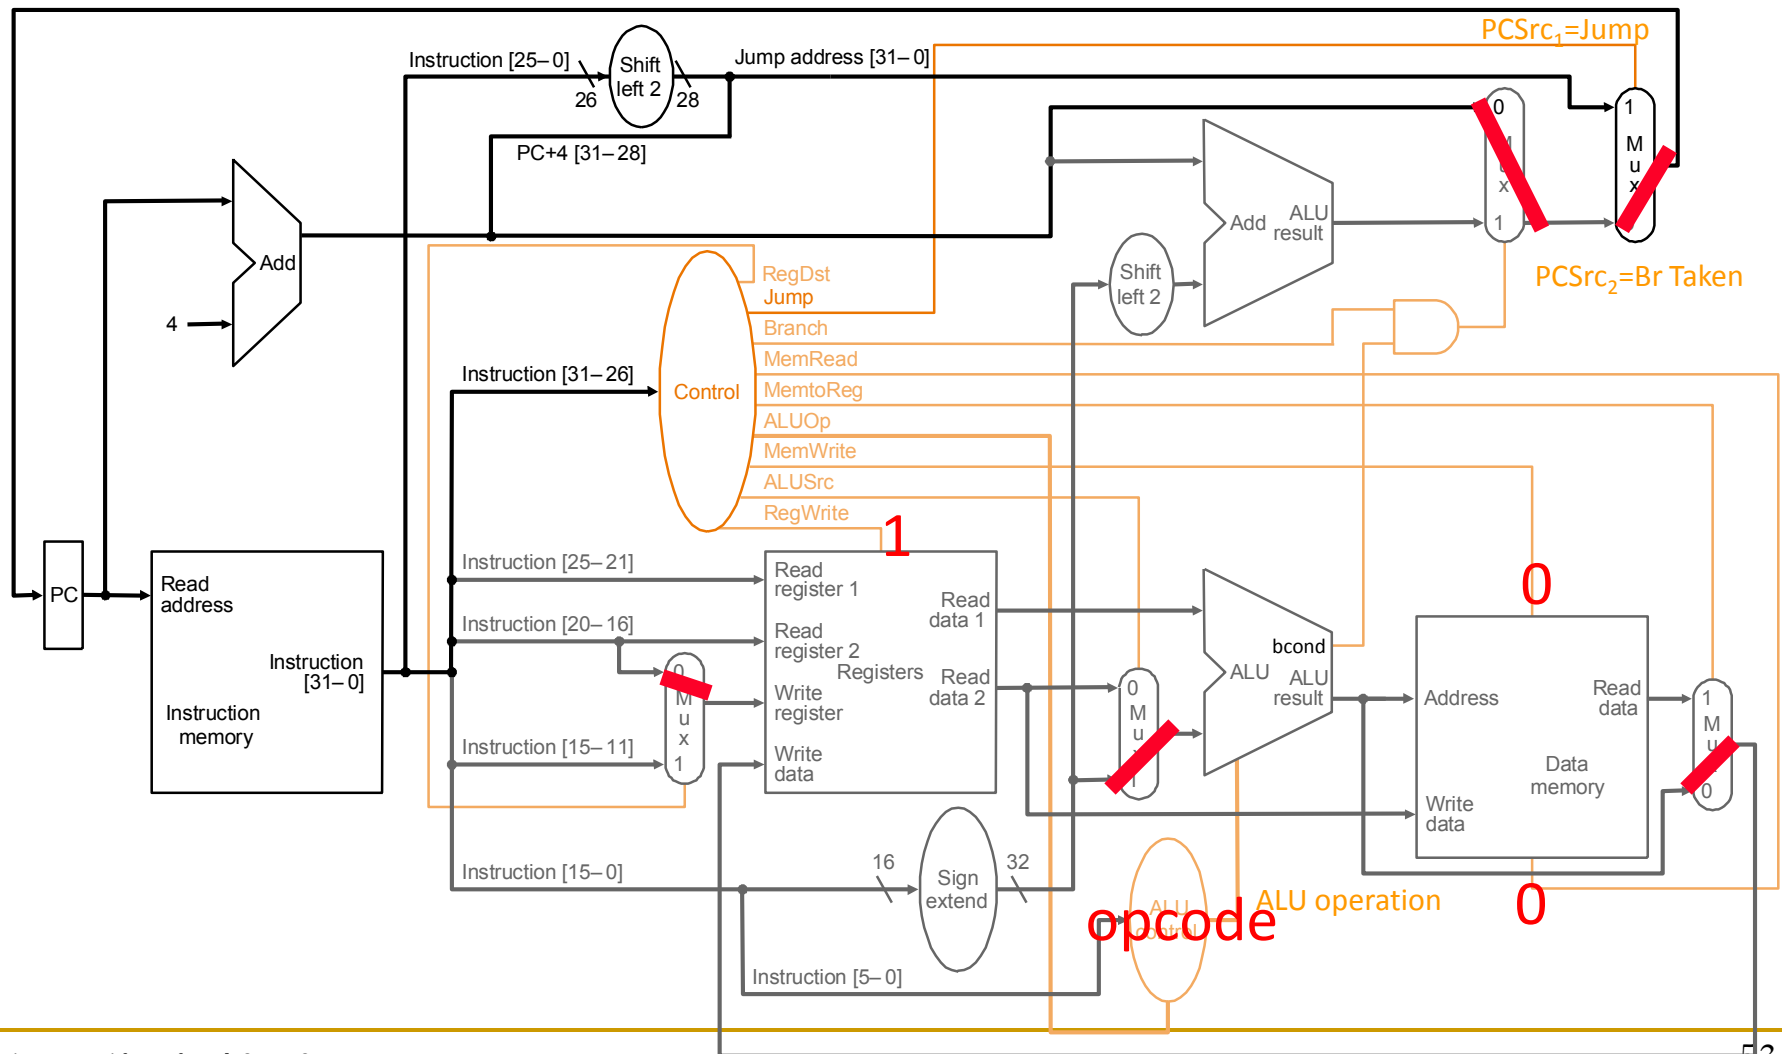 PCSrc1=Jump
Instruction [25–0]
Shift
left 2
Jump address [31–0]
26
28
PC+4 [31–28]
0
M
u
x
1
1
M
u
x
Add
4
Add
ALU
result
Shift
left 2
PCSrc2=Br Taken
RegDst
Jump
Branch
MemRead
MemtoReg
ALUOp
MemWrite
ALUSrc
RegWrite
Instruction [31–26]
Control
1
0
PC
Read
address
Instruction
[31–0]
Instruction
memory
Instruction [25–21]
Instruction [20–16]
Instruction [15–11]
Instruction [15–0]
Instruction [5–0]
0
M
u
x
1
Read
register 1
Read
register 2
Registers
Write
register
Write
data
Read
data 1
Read
data 2
0
M
u
bcond
ALU
ALU
result
Address
Read
data
Data
memory
Write
data
1
M
u
0
16
Sign
extend
32
ALU
control
opcode
ALU operation
0